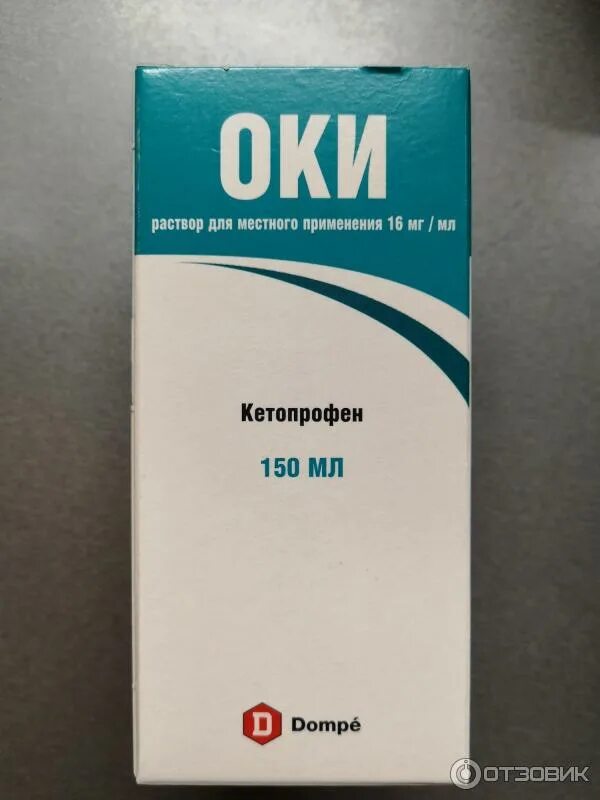 ОКИ
раствор для местного применения 16 мг / мл
Кетопрофен
150 МЛ
D Dompé
ОТЗОВИК